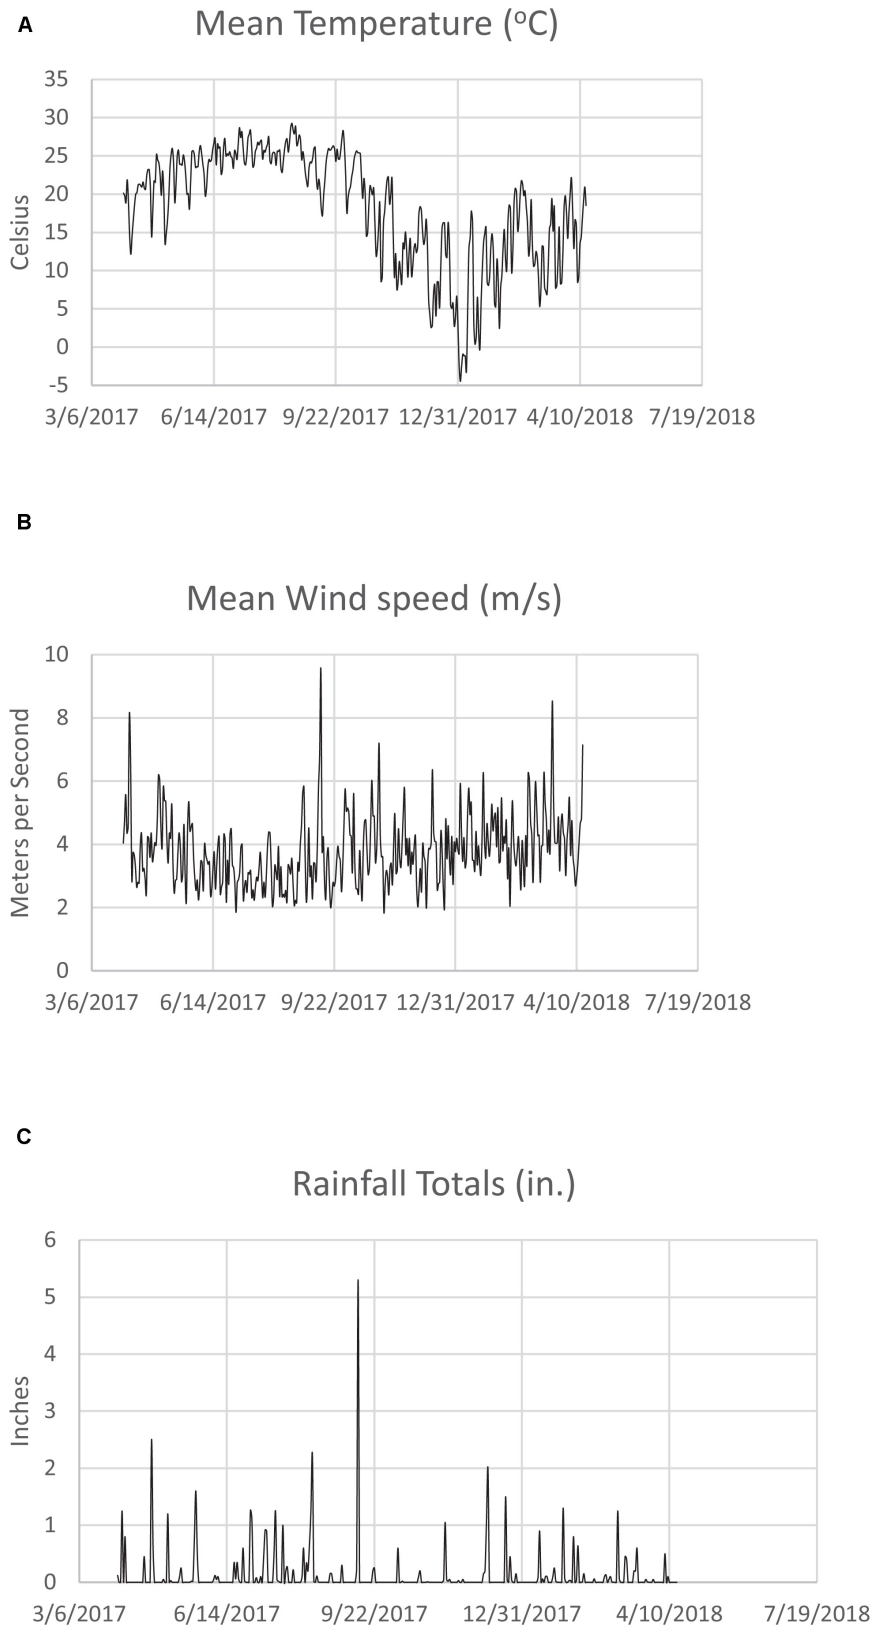 A
Mean Temperature (°C)
35
30
25
20
15
10
5
0
-5
Celsius
3/6/2017 6/14/2017 9/22/2017 12/31/2017 4/10/2018 7/19/2018
B
Mean Wind speed (m/s)
10
8
6
4
2
0
Meters per Second
3/6/2017 6/14/2017 9/22/2017 12/31/2017 4/10/2018 7/19/2018
C
Rainfall Totals (in.)
6
5
4
3
2
1
0
Inches
3/6/2017 6/14/2017 9/22/2017 12/31/2017 4/10/2018 7/19/2018